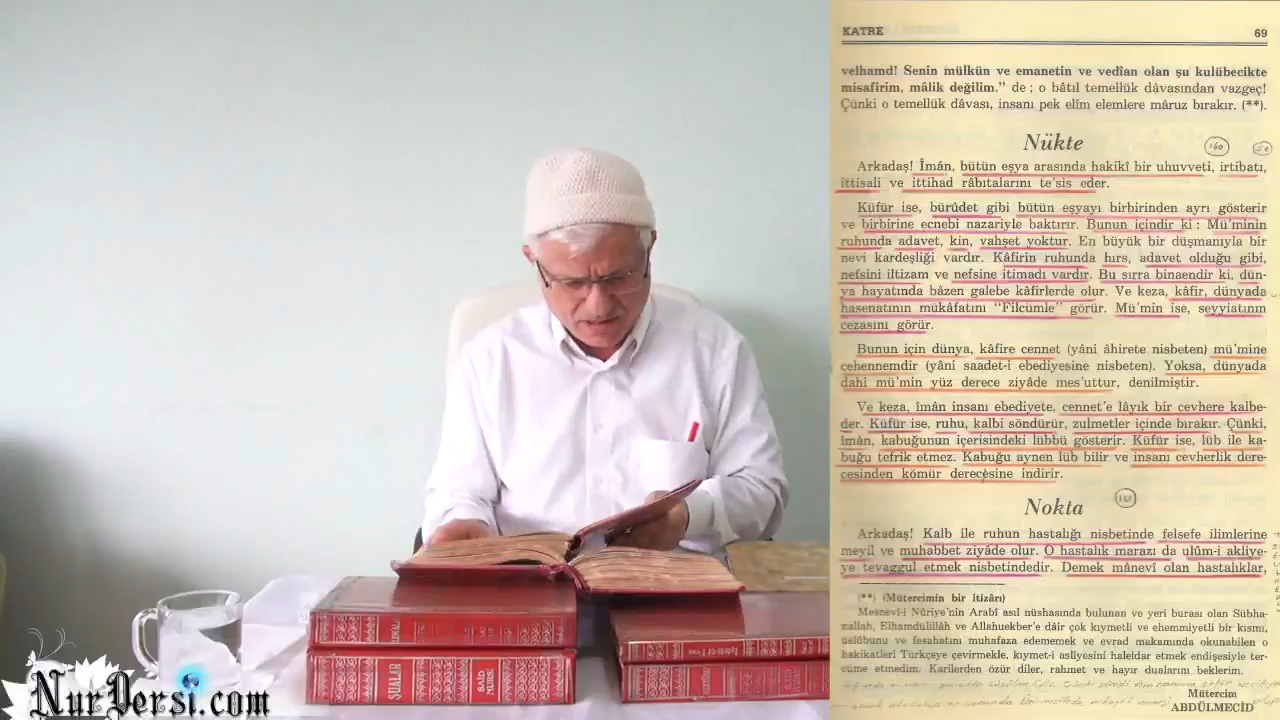 KATRE 69
velhamd! Senin mülkün ve emanetin ve vedîan olan şu kulübecikte
misafirim, mâlik değilim." de ; o bâtıl temellük dâvasından vazgeç!
Çünki o temellük dâvası, insanı pek elîm elemlere mâruz bırakır. (**).
Nükte
160
Arkadaş! Îmân, bütün eşya arasında hakikî bir uhuvveti, irtibatı,
ittisali ve ittihad râbıtalarını te'sis eder.
Küfür ise, bürûdet gibi bütün eşyayı birbirinden ayrı gösterir
ve birbirine ecnebi nazariyle baktırır. Bunun içindir ki : Mü'minin
ruhunda adavet, kin, vahşet yoktur. En büyük bir düşmanıyla bir
nevi kardeşliği vardır. Kâfirin ruhunda hırs, adavet olduğu gibi,
nefsini iltizam ve nefsine itimadı vardır. Bu sırra binaendir ki, dün-
ya hayatında bâzen galebe kâfirlerde olur. Ve keza, kâfir, dünyada
hasenatının mükâfatını "Filcümle" görür. Mü'min ise, seyyiatının
cezasını görür.
Bunun için dünya, kâfire cennet (yâni âhirete nisbeten) mü'mine
cehennemdir (yâni saadet-i ebediyesine nisbeten). Yoksa, dünyada
dahi mü'min yüz derece ziyâde mes'uttur, denilmiştir.
Ve keza, îmân insanı ebediyete, cennet'e lâyık bir cevhere kalbe-
der. Küfür ise, ruhu, kalbi söndürür, zulmetler içinde bırakır. Çünki,
îmân, kabuğunun içerisindeki lübbü gösterir. Küfür ise, lüb ile ka-
buğu tefrik etmez. Kabuğu aynen lüb bilir ve insanı cevherlik dere-
cesinden kömür derecesine indirir.
Nokta
161
Arkadaş! Kalb ile ruhun hastalığı nisbetinde felsefe ilimlerine
meyil ve muhabbet ziyâde olur. O hastalık marazı da ulûm-i akliye-
ye tevaggul etmek nisbetindedir. Demek mânevî olan hastalıklar,
(**) (Mütercimin bir îtizârı)
Mesnevî-i Nûriye'nin Arabî asıl nüshasında bulunan ve yeri burası olan Sübha-
nallah, Elhamdülillâh ve Allahuekber'e dâir çok kıymetli ve ehemmiyetli bir kısmı,
üslûbunu ve fesahatını muhafaza edememek ve evrad makamında okunabilen o
hakikatleri Türkçeye çevirmekle, kıymet-i asliyesini haleldar etmek endişesiyle ter-
cüme etmedim. Karilerden özür diler, rahmet ve hayır dualarını beklerim.
Mütercim
ABDÜLMECİD
ŞUALAR
SAİD
NURSİ
NurDersi.com